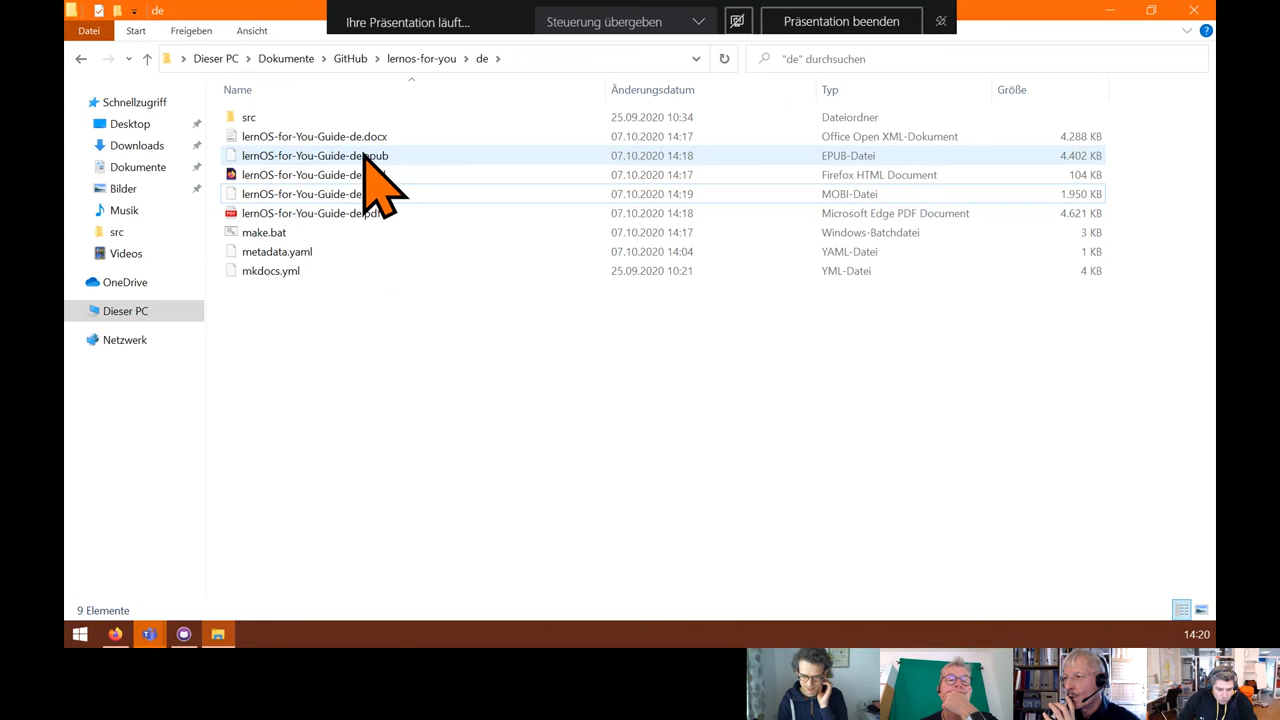 de
Ihre Präsentation läuft...
Steuerung übergeben
Präsentation beenden
Datei Start Freigeben Ansicht
Dieser PC Dokumente GitHub lernos-for-you de
"de" durchsuchen
Name Änderungsdatum Typ Größe
Schnellzugriff
Desktop
Downloads
Dokumente
Bilder
Musik
src
Videos
OneDrive
Dieser PC
Netzwerk
src 25.09.2020 10:34 Dateiordner
lernOS-for-You-Guide-de.docx 07.10.2020 14:17 Office Open XML-Dokument 4.288 KB
lernOS-for-You-Guide-de.epub 07.10.2020 14:18 EPUB-Datei 4.402 KB
lernOS-for-You-Guide-de. 07.10.2020 14:17 Firefox HTML Document 104 KB
lernOS-for-You-Guide-de 07.10.2020 14:19 MOBI-Datei 1.950 KB
lernOS-for-You-Guide-de.pdf 07.10.2020 14:18 Microsoft Edge PDF Document 4.621 KB
make.bat 07.10.2020 14:17 Windows-Batchdatei 3 KB
metadata.yaml 07.10.2020 14:04 YAML-Datei 1 KB
mkdocs.yml 25.09.2020 10:21 YML-Datei 4 KB
9 Elemente
14:20